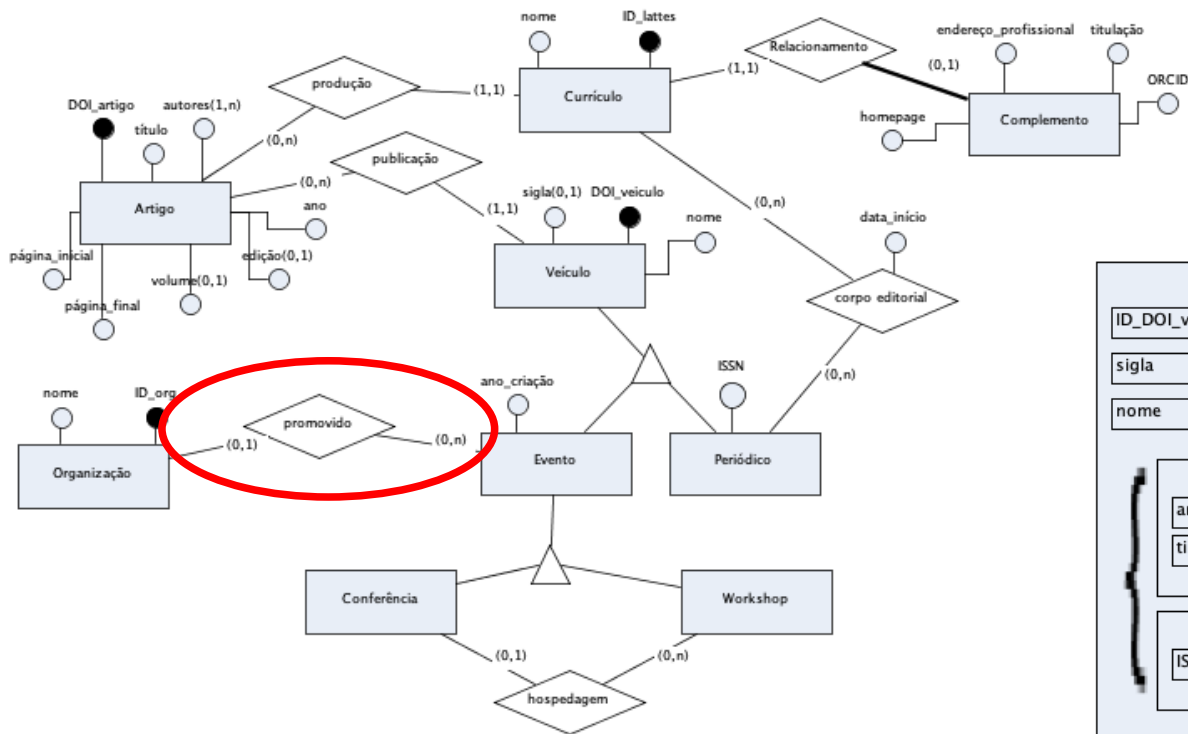 nome
ID_lattes
endereço_profissional
titulação
Relacionamento
(0,1)
(1,1)
ORCID
produção
(1,1)
Currículo
homepage
Complemento
DOI_artigo
autores(1,n)
título
(0,n)
publicação
(0,n)
Artigo
ano
(1,1)
sigla(0,1)
DOI_veiculo
nome
(0,n)
data_início
página_inicial
edição(0,1)
volume(0,1)
página_final
Veículo
corpo editorial
(0,n)
ISSN
nome
ID_org
promovido
ano_criação
(0,1)
(0,n)
Organização
Evento
Periódico
Conferência
Workshop
(0,1)
(0,n)
hospedagem
ID_DOI_v
sigla
nome